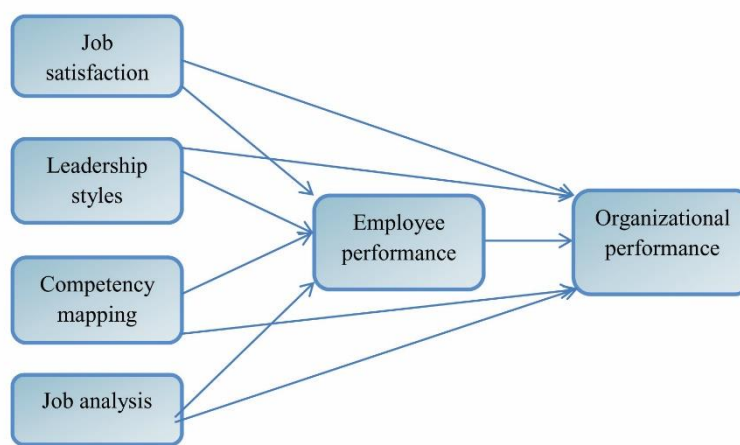 Job
satisfaction
Leadership
styles
Competency
mapping
Job analysis
Employee
performance
Organizational
performance